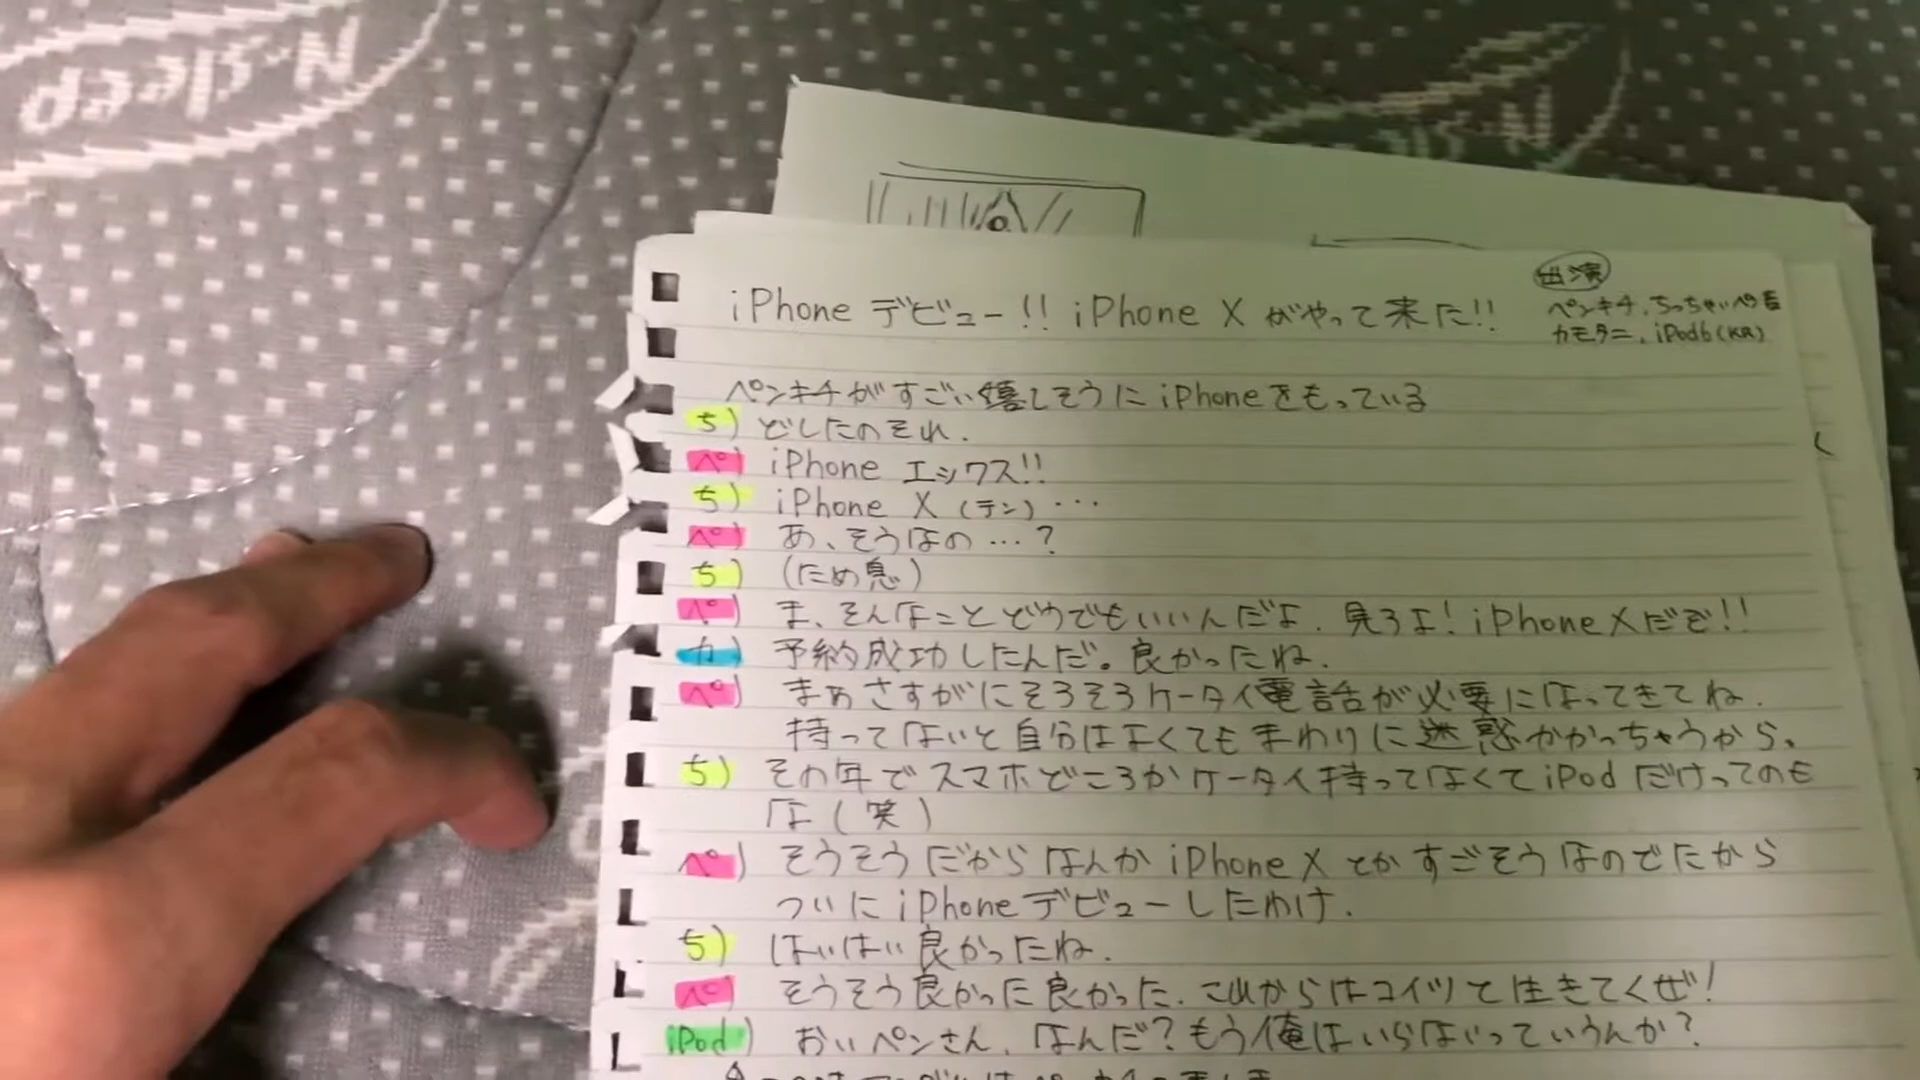 N-sleep
N-Sl
出演
iPhone デビュー!! iPhone X がやって来た!!
ペンキチ、ちっちゃいペン吉
カモタニ、iPod6(KR)
ペンキチがすごい嬉しそうに iPhoneをもっている
ち) どしたのそれ.
ペ) iPhone エックス!!
ち) iPhone X (テン)…
ペ) あ、そうなの…?
ち) (ため息)
ペ) ま、そんなことどうでもいいんだよ. 見ろよ! iPhone Xだぞ!!
カ) 予約成功したんだ。良かったね.
ペ) まぁさすがにそろそろケータイ電話が必要になってきてね.
持ってないと自分はよくてもまわりに迷惑かかっちゃうから、
ち) その年でスマホどころかケータイ持ってなくて iPod だけってのも
な(笑)
ペ) そうそうだからなんか iPhone X とかすごそうなのでたから
ついに iPhone デビューしたわけ.
ち) はいはい良かったね.
ペ) そうそう良かった良かった. これからはコイツと生きてくぜ!
iPod) おいペンさん、なんだ?もう俺はいらないっていうんか?